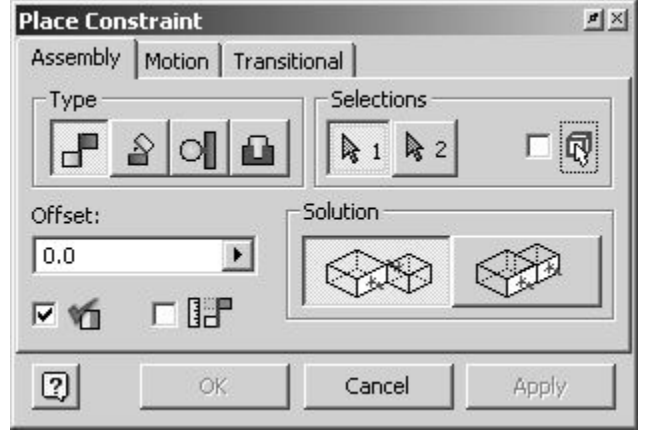 Place Constraint
Assembly Motion Transitional
Type
Selections
1 2
Offset:
Solution
0.0
?
OK Cancel Apply